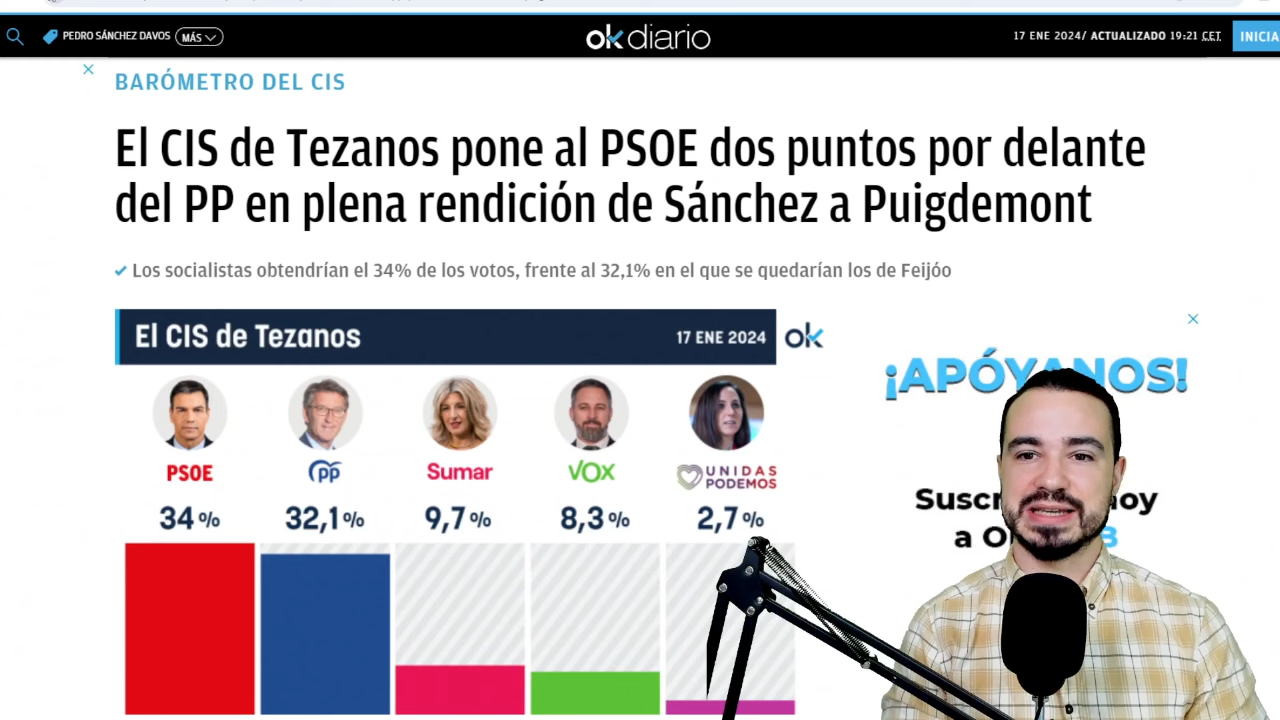 PEDRO SÁNCHEZ DAVOS MÁS
okdiario
17 ENE 2024/ ACTUALIZADO 19:21 CET
INICIA
BARÓMETRO DEL CIS
El CIS de Tezanos pone al PSOE dos puntos por delante
del PP en plena rendición de Sánchez a Puigdemont
Los socialistas obtendrían el 34% de los votos, frente al 32,1% en el que se quedarían los de Feijóo
El CIS de Tezanos
17 ENE 2024
ok
PSOE
PP
Sumar
VOX
UNIDAS
PODEMOS
34%
32,1%
9,7%
8,3%
2,7%
¡APÓYANOS!